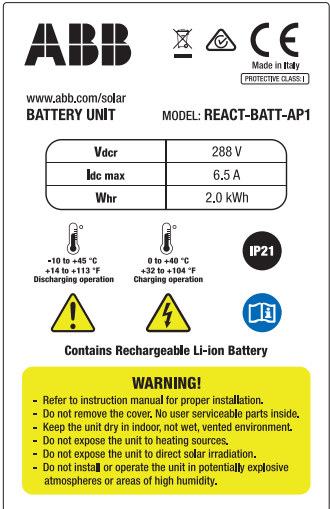 ABB
CE
Made in Italy
PROTECTIVE CLASS: I
www.abb.com/solar
BATTERY UNIT MODEL: REACT-BATT-AP1
Vdcr 288 V
Idc max 6.5 A
Whr 2.0 kWh
-10 to +45 °C 0 to +40 °C IP21
+14 to +113 °F +32 to +104 °F
Discharging operation Charging operation
Contains Rechargeable Li-ion Battery
WARNING!
- Refer to instruction manual for proper installation.
- Do not remove the cover. No user serviceable parts inside.
- Keep the unit dry in indoor, not wet, vented environment.
- Do not expose the unit to heating sources.
- Do not expose the unit to direct solar irradiation.
- Do not install or operate the unit in potentially explosive
atmospheres or areas of high humidity.